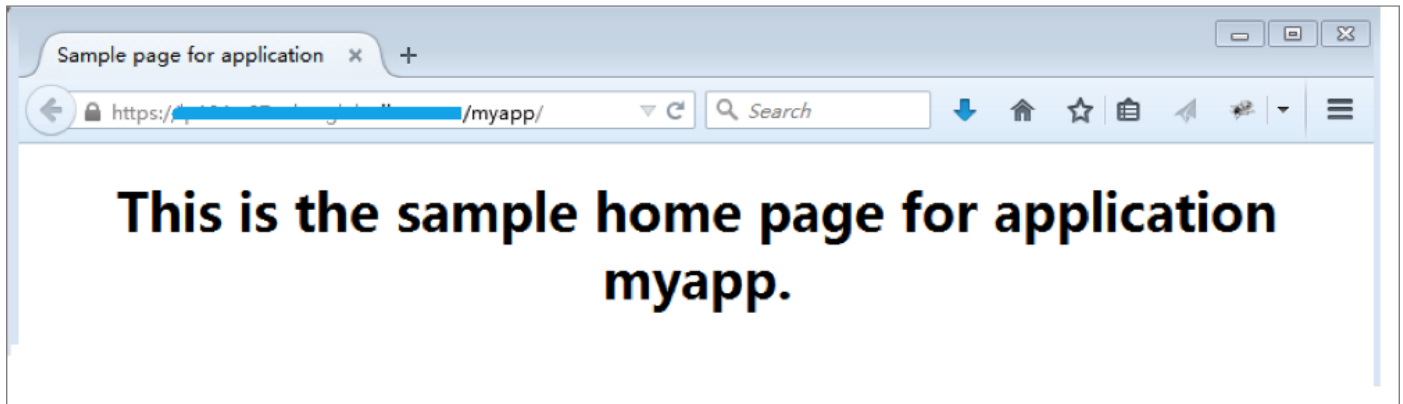 Sample page for application
https:// /myapp/
Search
This is the sample home page for application
myapp.